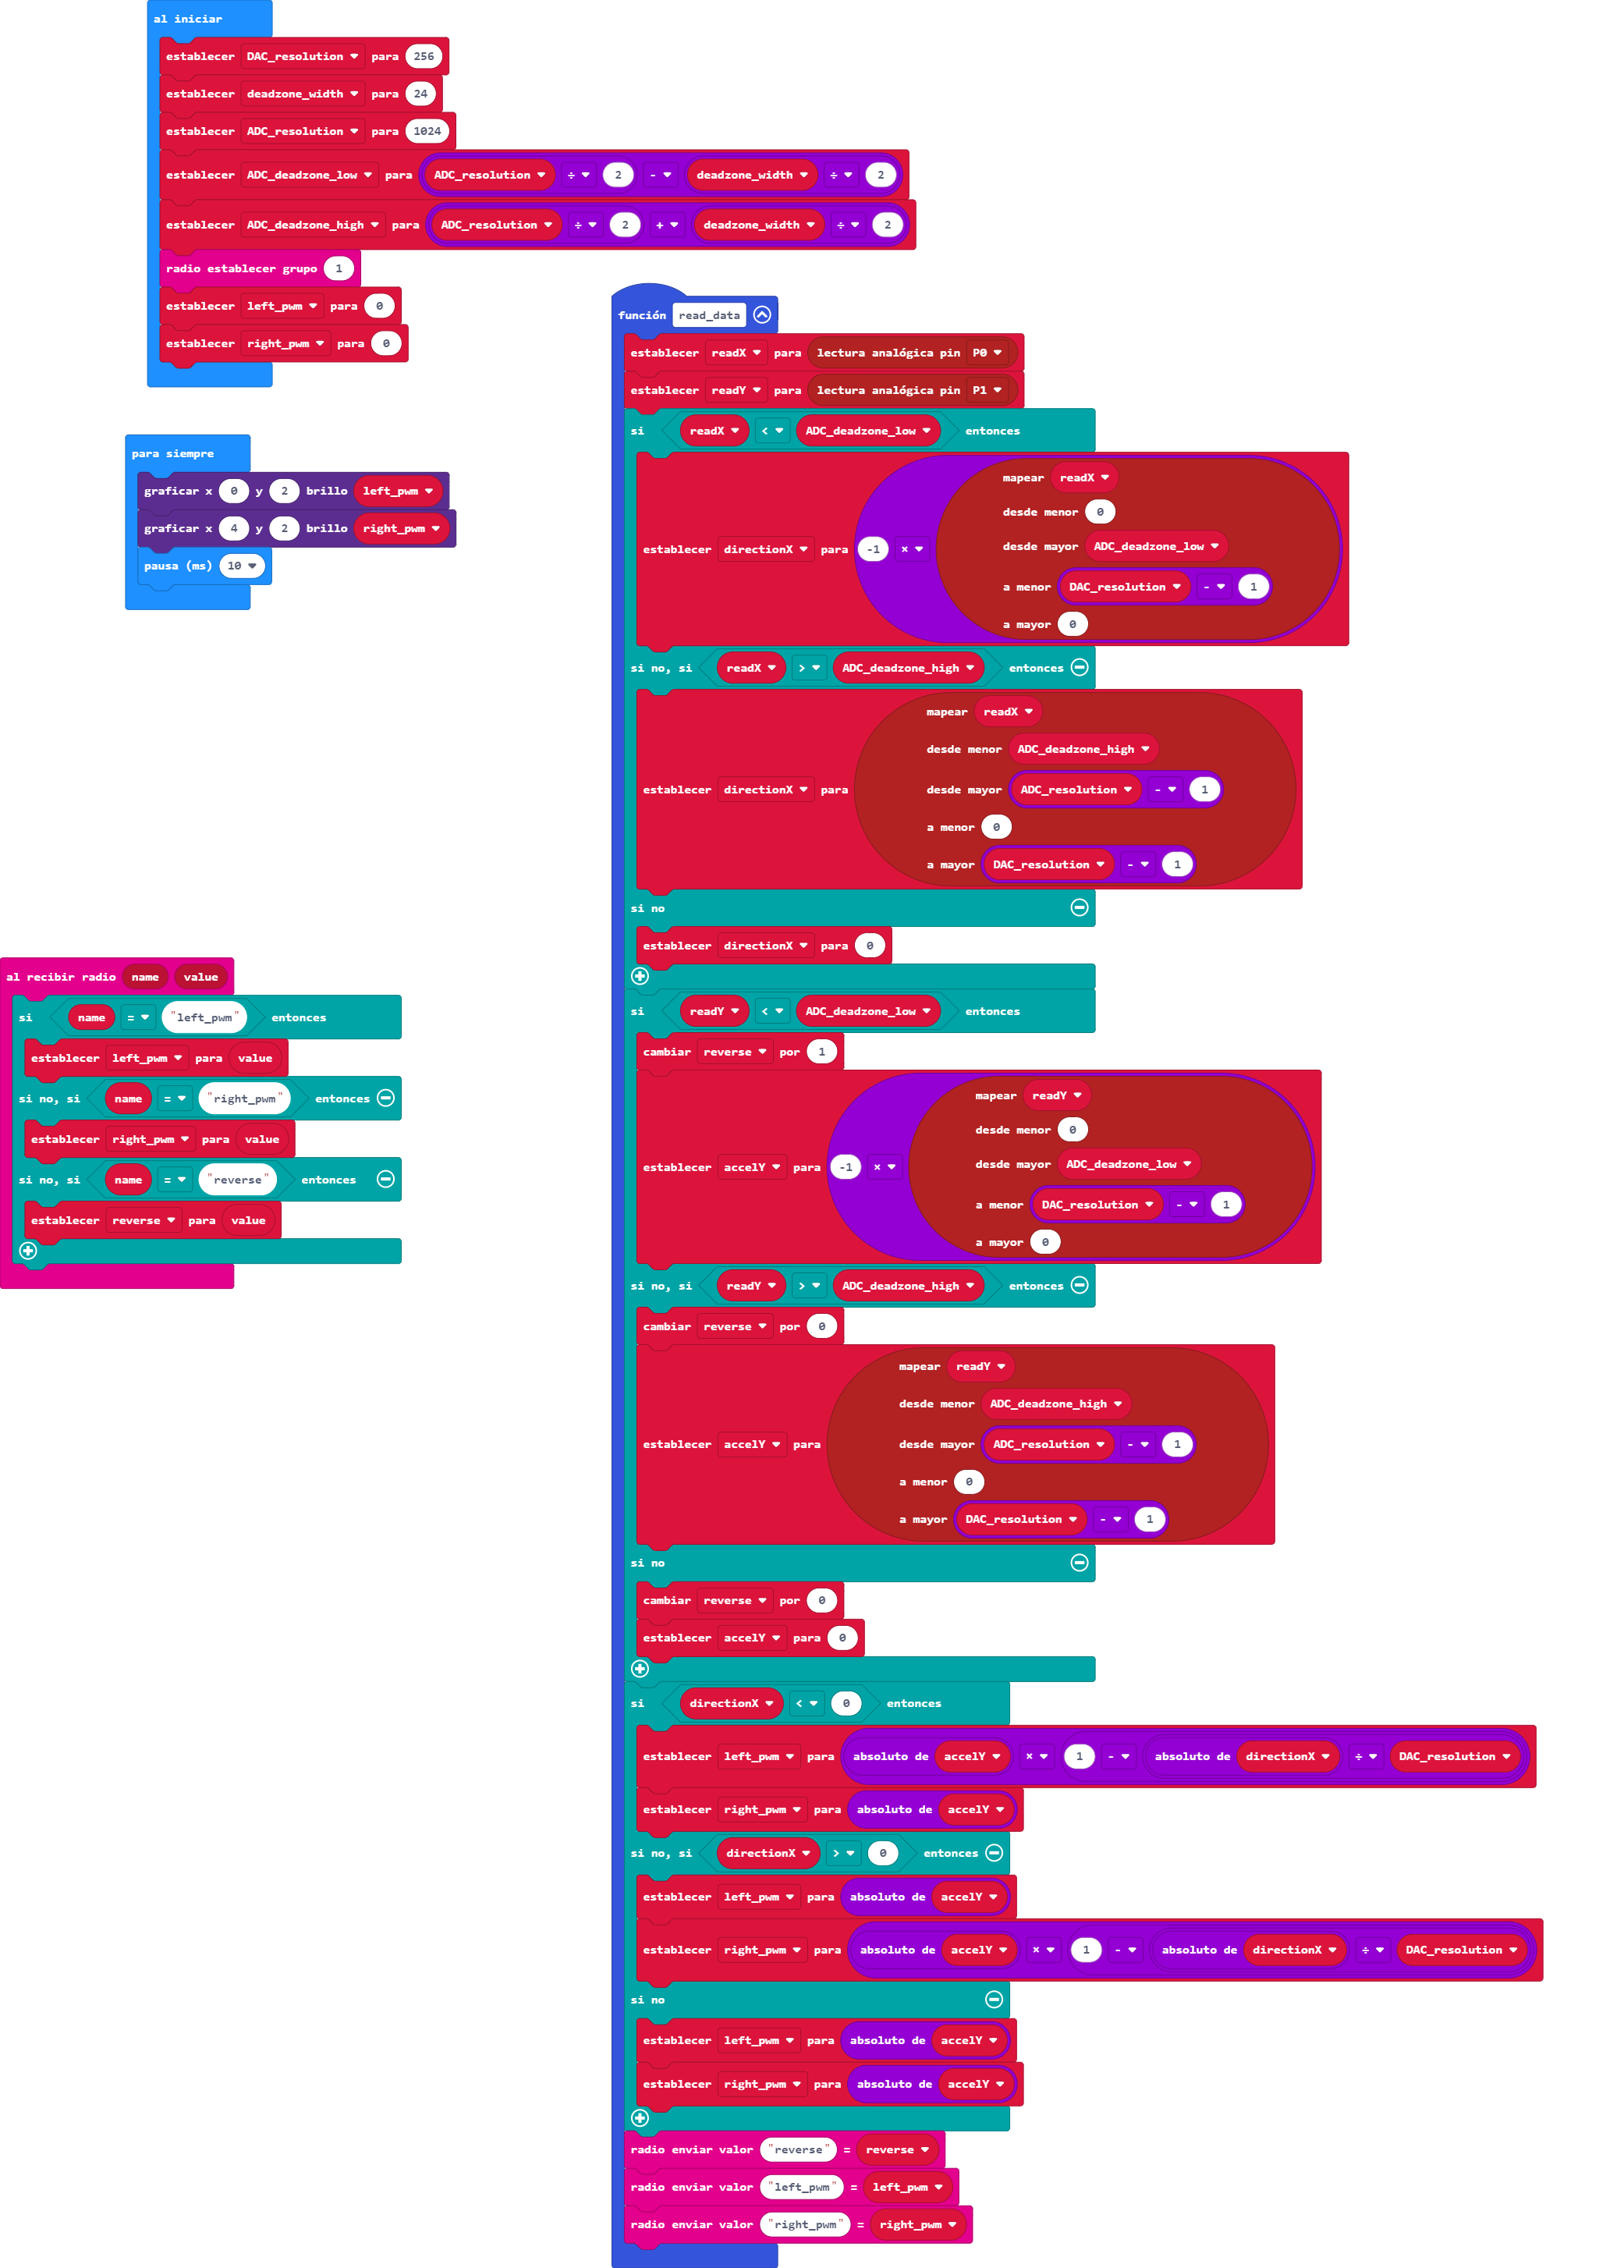 al iniciar
establecer DAC_resolution para 256
establecer deadzone_width para 24
establecer ADC_resolution para 1024
establecer ADC_deadzone_low para ADC_resolution ÷ 2 - deadzone_width ÷ 2
establecer ADC_deadzone_high para ADC_resolution ÷ 2 + deadzone_width ÷ 2
radio establecer grupo 1
establecer left_pwm para 0
establecer right_pwm para 0
para siempre
graficar x 0 y 2 brillo left_pwm
graficar x 4 y 2 brillo right_pwm
pausa (ms) 10
al recibir radio name value
si name = "left_pwm" entonces
establecer left_pwm para value
si no, si name = "right_pwm" entonces
establecer right_pwm para value
si no, si name = "reverse" entonces
establecer reverse para value
función read_data
establecer readX para lectura analógica pin P0
establecer readY para lectura analógica pin P1
si readX < ADC_deadzone_low entonces
mapear readX
desde menor 0
desde mayor ADC_deadzone_low
establecer directionX para -1 ×
a menor DAC_resolution - 1
a mayor 0
si no, si readX > ADC_deadzone_high entonces
mapear readX
desde menor ADC_deadzone_high
establecer directionX para desde mayor ADC_resolution - 1
a menor 0
a mayor DAC_resolution - 1
si no
establecer directionX para 0
si readY < ADC_deadzone_low entonces
cambiar reverse por 1
mapear readY
desde menor 0
establecer accelY para -1 × desde mayor ADC_deadzone_low
a menor DAC_resolution - 1
a mayor 0
si no, si readY > ADC_deadzone_high entonces
cambiar reverse por 0
mapear readY
desde menor ADC_deadzone_high
establecer accelY para desde mayor ADC_resolution - 1
a menor 0
a mayor DAC_resolution - 1
si no
cambiar reverse por 0
establecer accelY para 0
si directionX < 0 entonces
establecer left_pwm para absoluto de accelY × 1 - absoluto de directionX ÷ DAC_resolution
establecer right_pwm para absoluto de accelY
si no, si directionX > 0 entonces
establecer left_pwm para absoluto de accelY
establecer right_pwm para absoluto de accelY × 1 - absoluto de directionX ÷ DAC_resolution
si no
establecer left_pwm para absoluto de accelY
establecer right_pwm para absoluto de accelY
radio enviar valor "reverse" = reverse
radio enviar valor "left_pwm" = left_pwm
radio enviar valor "right_pwm" = right_pwm